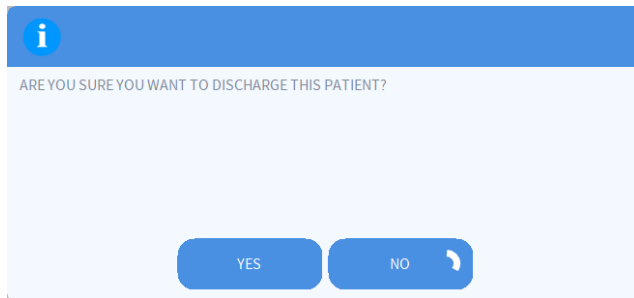 i
ARE YOU SURE YOU WANT TO DISCHARGE THIS PATIENT?
YES NO